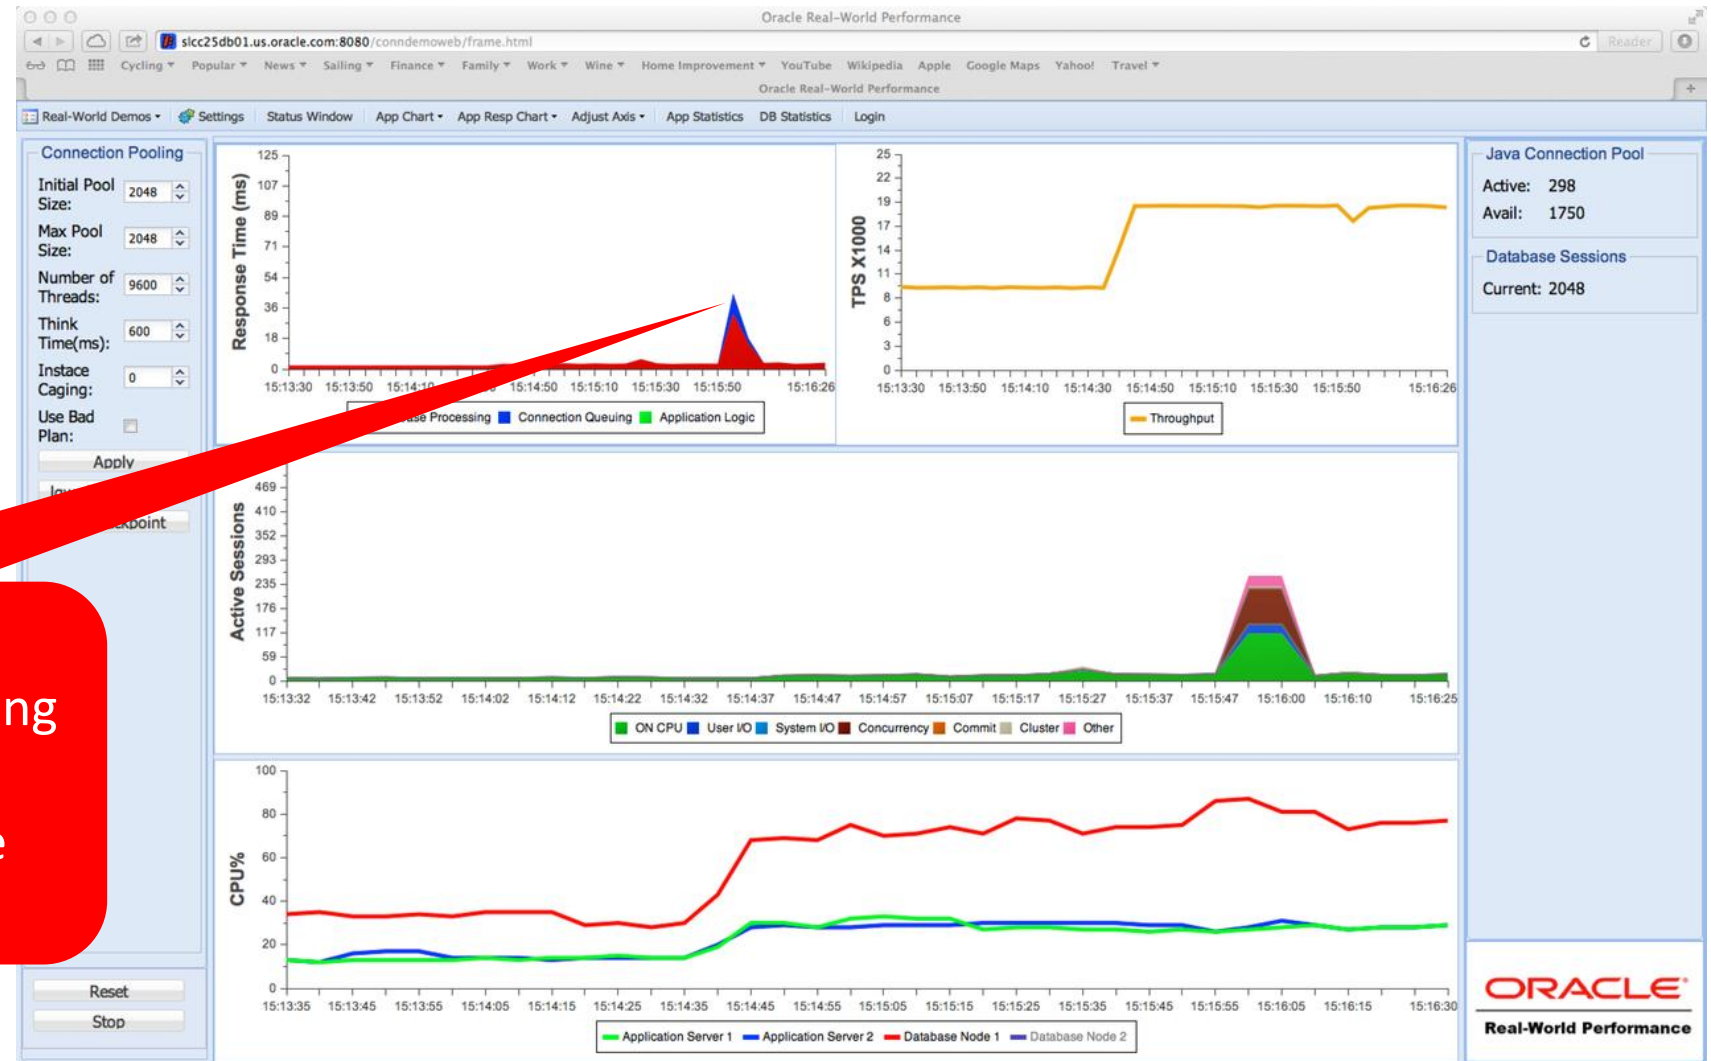 Oracle Real-World Performance
slcc25db01.us.oracle.com:8080/conndemoweb/frame.html
Reader
Cycling Popular News Sailing Finance Family Work Wine Home Improvement YouTube Wikipedia Apple Google Maps Yahoo! Travel
Oracle Real-World Performance
Real-World Demos Settings Status Window App Chart App Resp Chart Adjust Axis App Statistics DB Statistics Login
Connection Pooling
Initial Pool Size: 2048
Max Pool Size: 2048
Number of Threads: 9600
Think Time(ms): 600
Instace Caging: 0
Use Bad Plan:
Apply
kpoint
Reset
Stop
ng
e
Response Time (ms)
125
107
89
71
54
36
18
0
15:13:30 15:13:50 15:14:10 15:14:50 15:15:10 15:15:30 15:15:50 15:16:26
Processing Connection Queuing Application Logic
TPS X1000
25
22
19
17
14
11
8
6
3
0
15:13:30 15:13:50 15:14:10 15:14:30 15:14:50 15:15:10 15:15:30 15:15:50 15:16:26
Throughput
Active Sessions
469
410
352
293
235
176
117
59
0
15:13:32 15:13:42 15:13:52 15:14:02 15:14:12 15:14:22 15:14:32 15:14:37 15:14:47 15:14:57 15:15:07 15:15:17 15:15:27 15:15:37 15:15:47 15:16:00 15:16:10 15:16:25
ON CPU User I/O System I/O Concurrency Commit Cluster Other
CPU%
100
80
60
40
20
0
15:13:35 15:13:45 15:13:55 15:14:05 15:14:15 15:14:25 15:14:35 15:14:45 15:14:55 15:15:05 15:15:15 15:15:25 15:15:35 15:15:45 15:15:55 15:16:05 15:16:15 15:16:30
Application Server 1 Application Server 2 Database Node 1 Database Node 2
Java Connection Pool
Active: 298
Avail: 1750
Database Sessions
Current: 2048
ORACLE
Real-World Performance